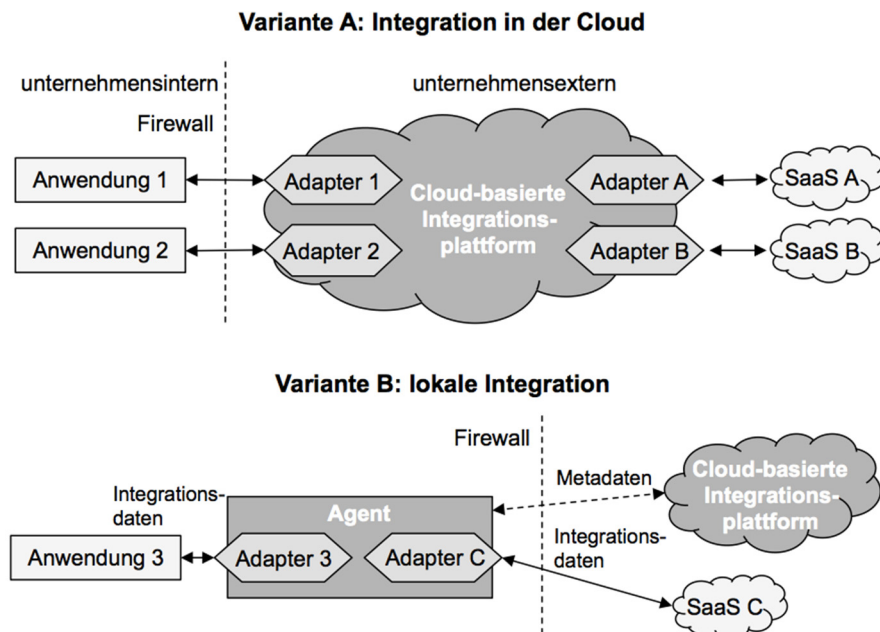 Variante A: Integration in der Cloud
unternehmensintern
unternehmensextern
Firewall
Anwendung 1
Adapter 1
Adapter A
SaaS A
Cloud-basierte
Integrations-
plattform
Anwendung 2
Adapter 2
Adapter B
SaaS B
Variante B: lokale Integration
Firewall
Metadaten
Cloud-basierte
Integrations-
plattform
Integrations-
daten
Agent
Integrations-
daten
Anwendung 3
Adapter 3
Adapter C
SaaS C